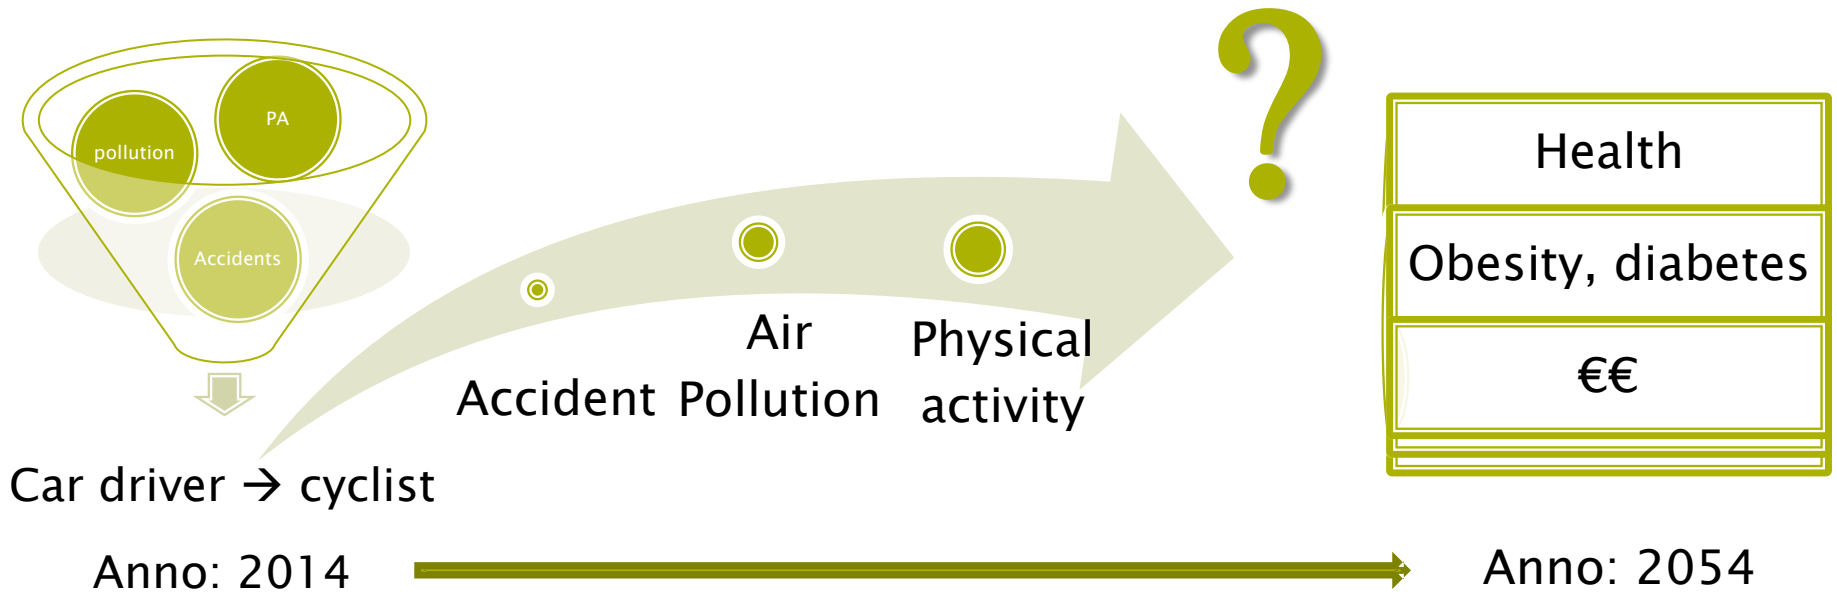 PA
pollution
Accidents
Car driver → cyclist
Anno: 2014
Accident
Air
Pollution
Physical
activity
?
Health
Obesity, diabetes
€€
Anno: 2054